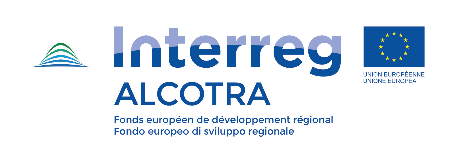 Interreg
ALCOTRA
Fonds européen de développement régional
Fondo europeo di sviluppo regionale
UNION EUROPÉENNE
UNIONE EUROPEA